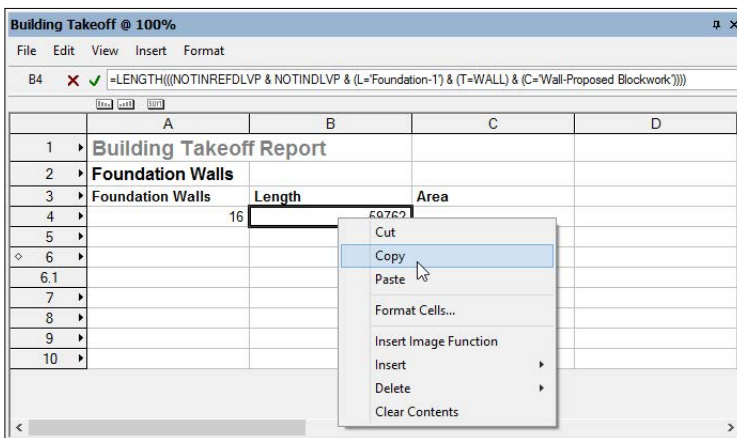 Building Takeoff @ 100%
File Edit View Insert Format
B4 =LENGTH(((NOTINREFDLVP & NOTINDLVP & (L='Foundation-1') & (T=WALL) & (C='Wall-Proposed Blockwork'))))
A B C D
1 Building Takeoff Report
2 Foundation Walls
3 Foundation Walls Length Area
4 16 59762
5
6
6.1
7
8
9
10
Cut
Copy
Paste
Format Cells...
Insert Image Function
Insert
Delete
Clear Contents